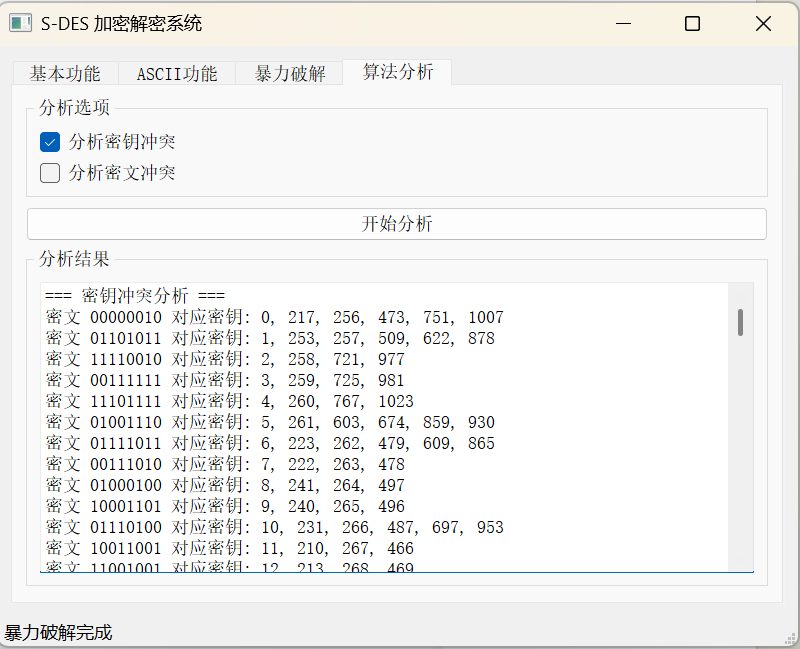 S-DES 加密解密系统
基本功能 ASCII功能 暴力破解 算法分析
分析选项
分析密钥冲突
分析密文冲突
开始分析
分析结果
=== 密钥冲突分析 ===
密文 00000010 对应密钥: 0, 217, 256, 473, 751, 1007
密文 01101011 对应密钥: 1, 253, 257, 509, 622, 878
密文 11110010 对应密钥: 2, 258, 721, 977
密文 00111111 对应密钥: 3, 259, 725, 981
密文 11101111 对应密钥: 4, 260, 767, 1023
密文 01001110 对应密钥: 5, 261, 603, 674, 859, 930
密文 01111011 对应密钥: 6, 223, 262, 479, 609, 865
密文 00111010 对应密钥: 7, 222, 263, 478
密文 01000100 对应密钥: 8, 241, 264, 497
密文 10001101 对应密钥: 9, 240, 265, 496
密文 01110100 对应密钥: 10, 231, 266, 487, 697, 953
密文 10011001 对应密钥: 11, 210, 267, 466
密文 11001001 对应密钥: 12, 213, 268, 469
暴力破解完成